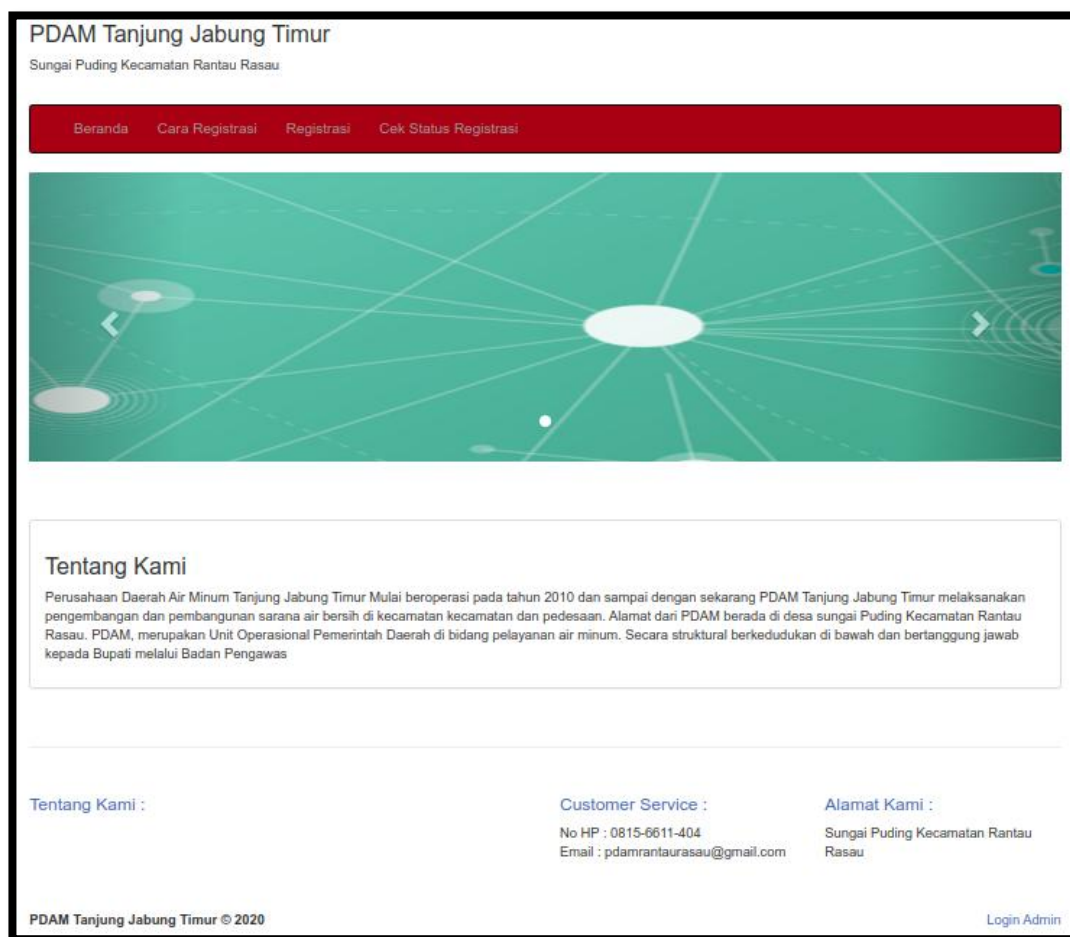 PDAM Tanjung Jabung Timur
Sungai Puding Kecamatan Rantau Rasau
Beranda Cara Registrasi Registrasi Cek Status Registrasi
Tentang Kami
Perusahaan Daerah Air Minum Tanjung Jabung Timur Mulai beroperasi pada tahun 2010 dan sampai dengan sekarang PDAM Tanjung Jabung Timur melaksanakan
pengembangan dan pembangunan sarana air bersih di kecamatan kecamatan dan pedesaan. Alamat dari PDAM berada di desa sungai Puding Kecamatan Rantau
Rasau. PDAM, merupakan Unit Operasional Pemerintah Daerah di bidang pelayanan air minum. Secara struktural berkedudukan di bawah dan bertanggung jawab
kepada Bupati melalui Badan Pengawas
Tentang Kami :
Customer Service :
No HP : 0815-6611-404
Email : pdamrantaurasau@gmail.com
Alamat Kami :
Sungai Puding Kecamatan Rantau
Rasau
PDAM Tanjung Jabung Timur © 2020
Login Admin